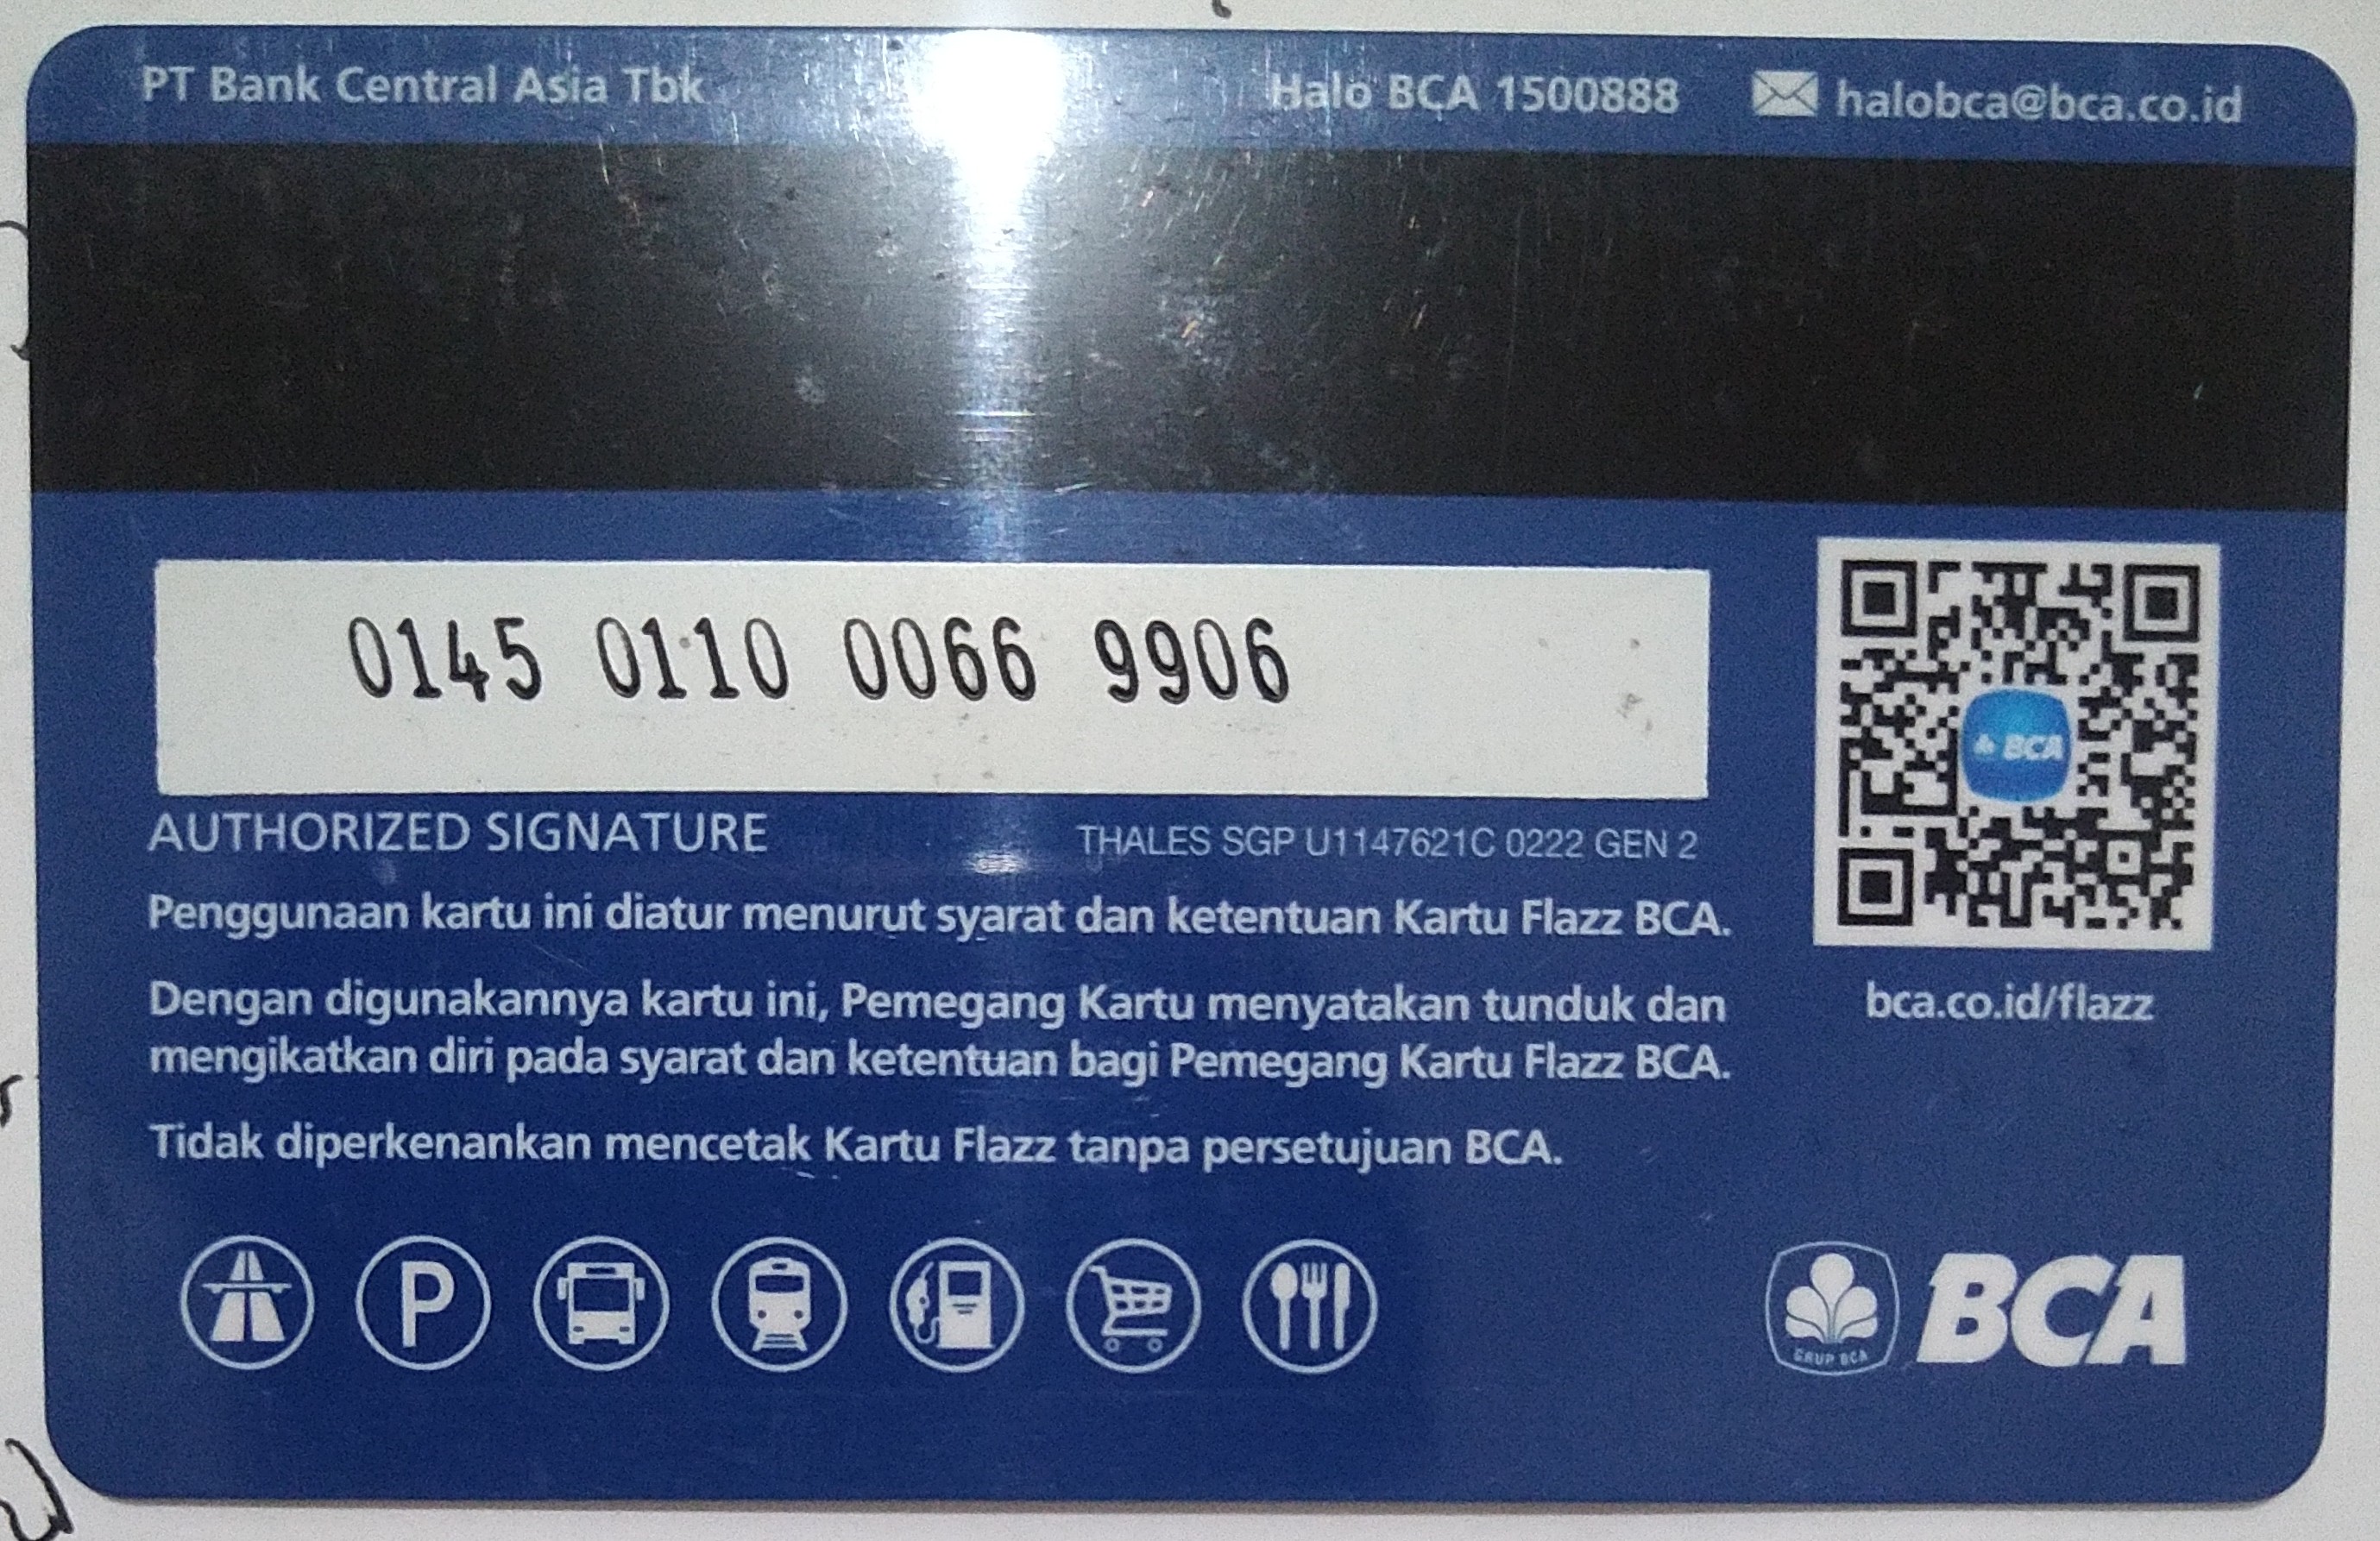 PT Bank Central Asia Tbk
Halo BCA 1500888
halobca@bca.co.id
0145 0110 0066 9906
BCA
AUTHORIZED SIGNATURE
THALES SGP U1147621C 0222 GEN 2
Penggunaan kartu ini diatur menurut syarat dan ketentuan Kartu Flazz BCA.
Dengan digunakannya kartu ini, Pemegang Kartu menyatakan tunduk dan
mengikatkan diri pada syarat dan ketentuan bagi Pemegang Kartu Flazz BCA.
Tidak diperkenankan mencetak Kartu Flazz tanpa persetujuan BCA.
bca.co.id/flazz
P
GRUP BCA
BCA